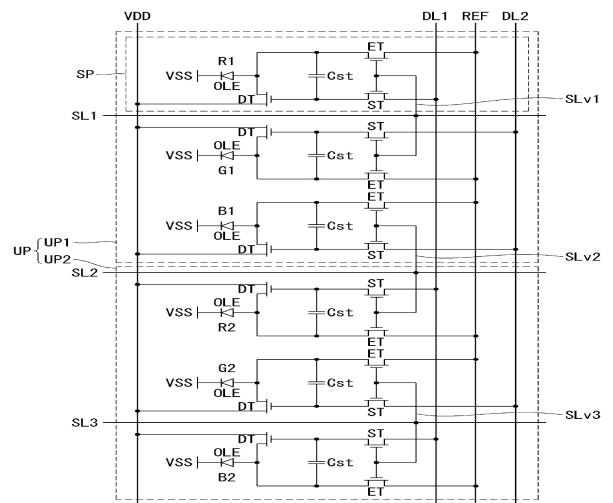 VDD DL1 REF DL2
ET
R1
SP VSS Cst
OLE
DT ST SLv1
SL1
DT ST
OLE
VSS Cst
G1
ET
ET
B1
UP UP1 VSS Cst
OLE
UP2 DT ST SLv2
SL2
DT ST
OLE
VSS Cst
R2
ET
ET
G2
VSS Cst
OLE
DT ST SLv3
SL3
DT ST
OLE
VSS Cst
B2
ET